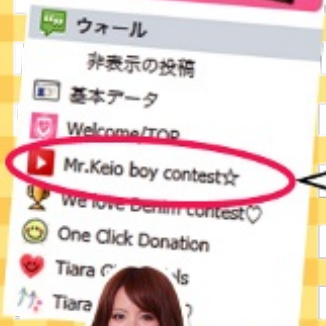 ウォール
非表示の投稿
基本データ
Welcome/TOP
Mr.Keio boy contest☆
We love Denim contest♡
One Click Donation
Tiara
Tiara